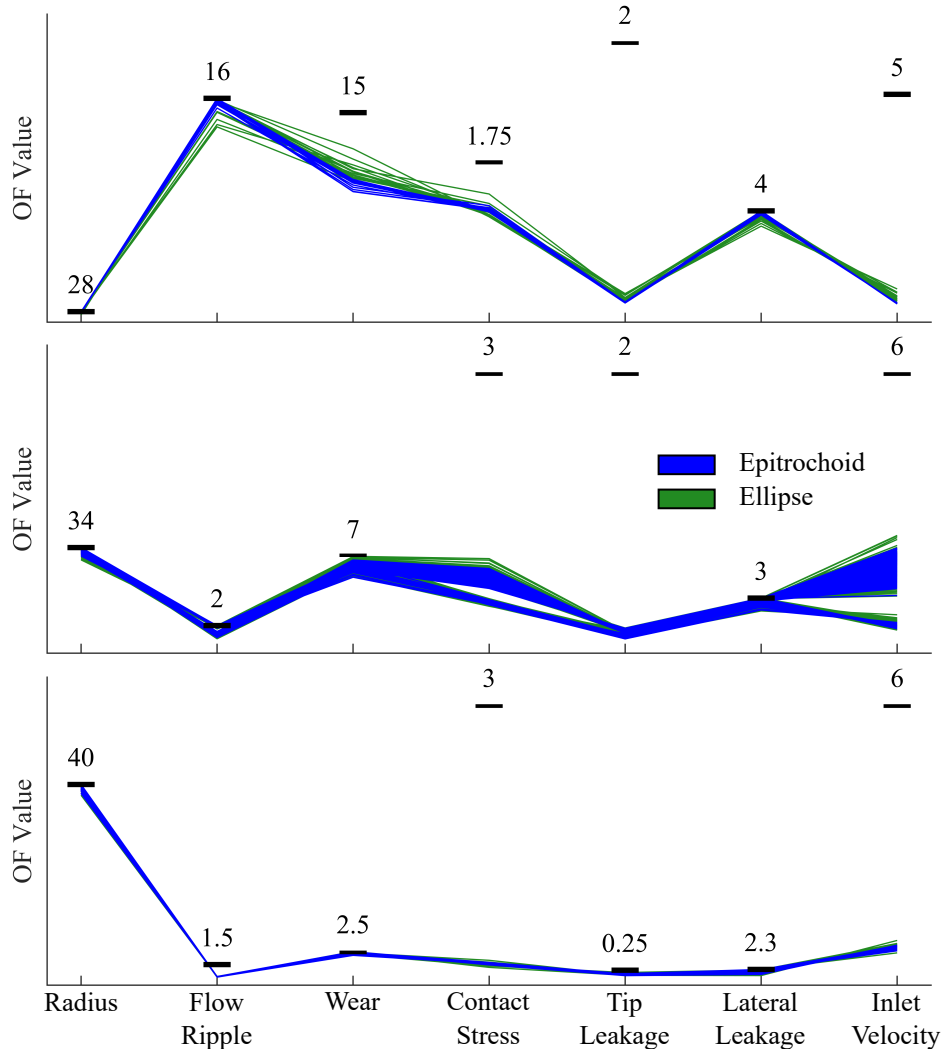 2
16
5
15
1.75
4
28
OF Value
3
2
6
Epitrochoid
Ellipse
34
7
3
2
OF Value
3
6
40
1.5
2.5
0.25
2.3
OF Value
Radius
Flow
Ripple
Wear
Contact
Stress
Tip
Leakage
Lateral
Leakage
Inlet
Velocity